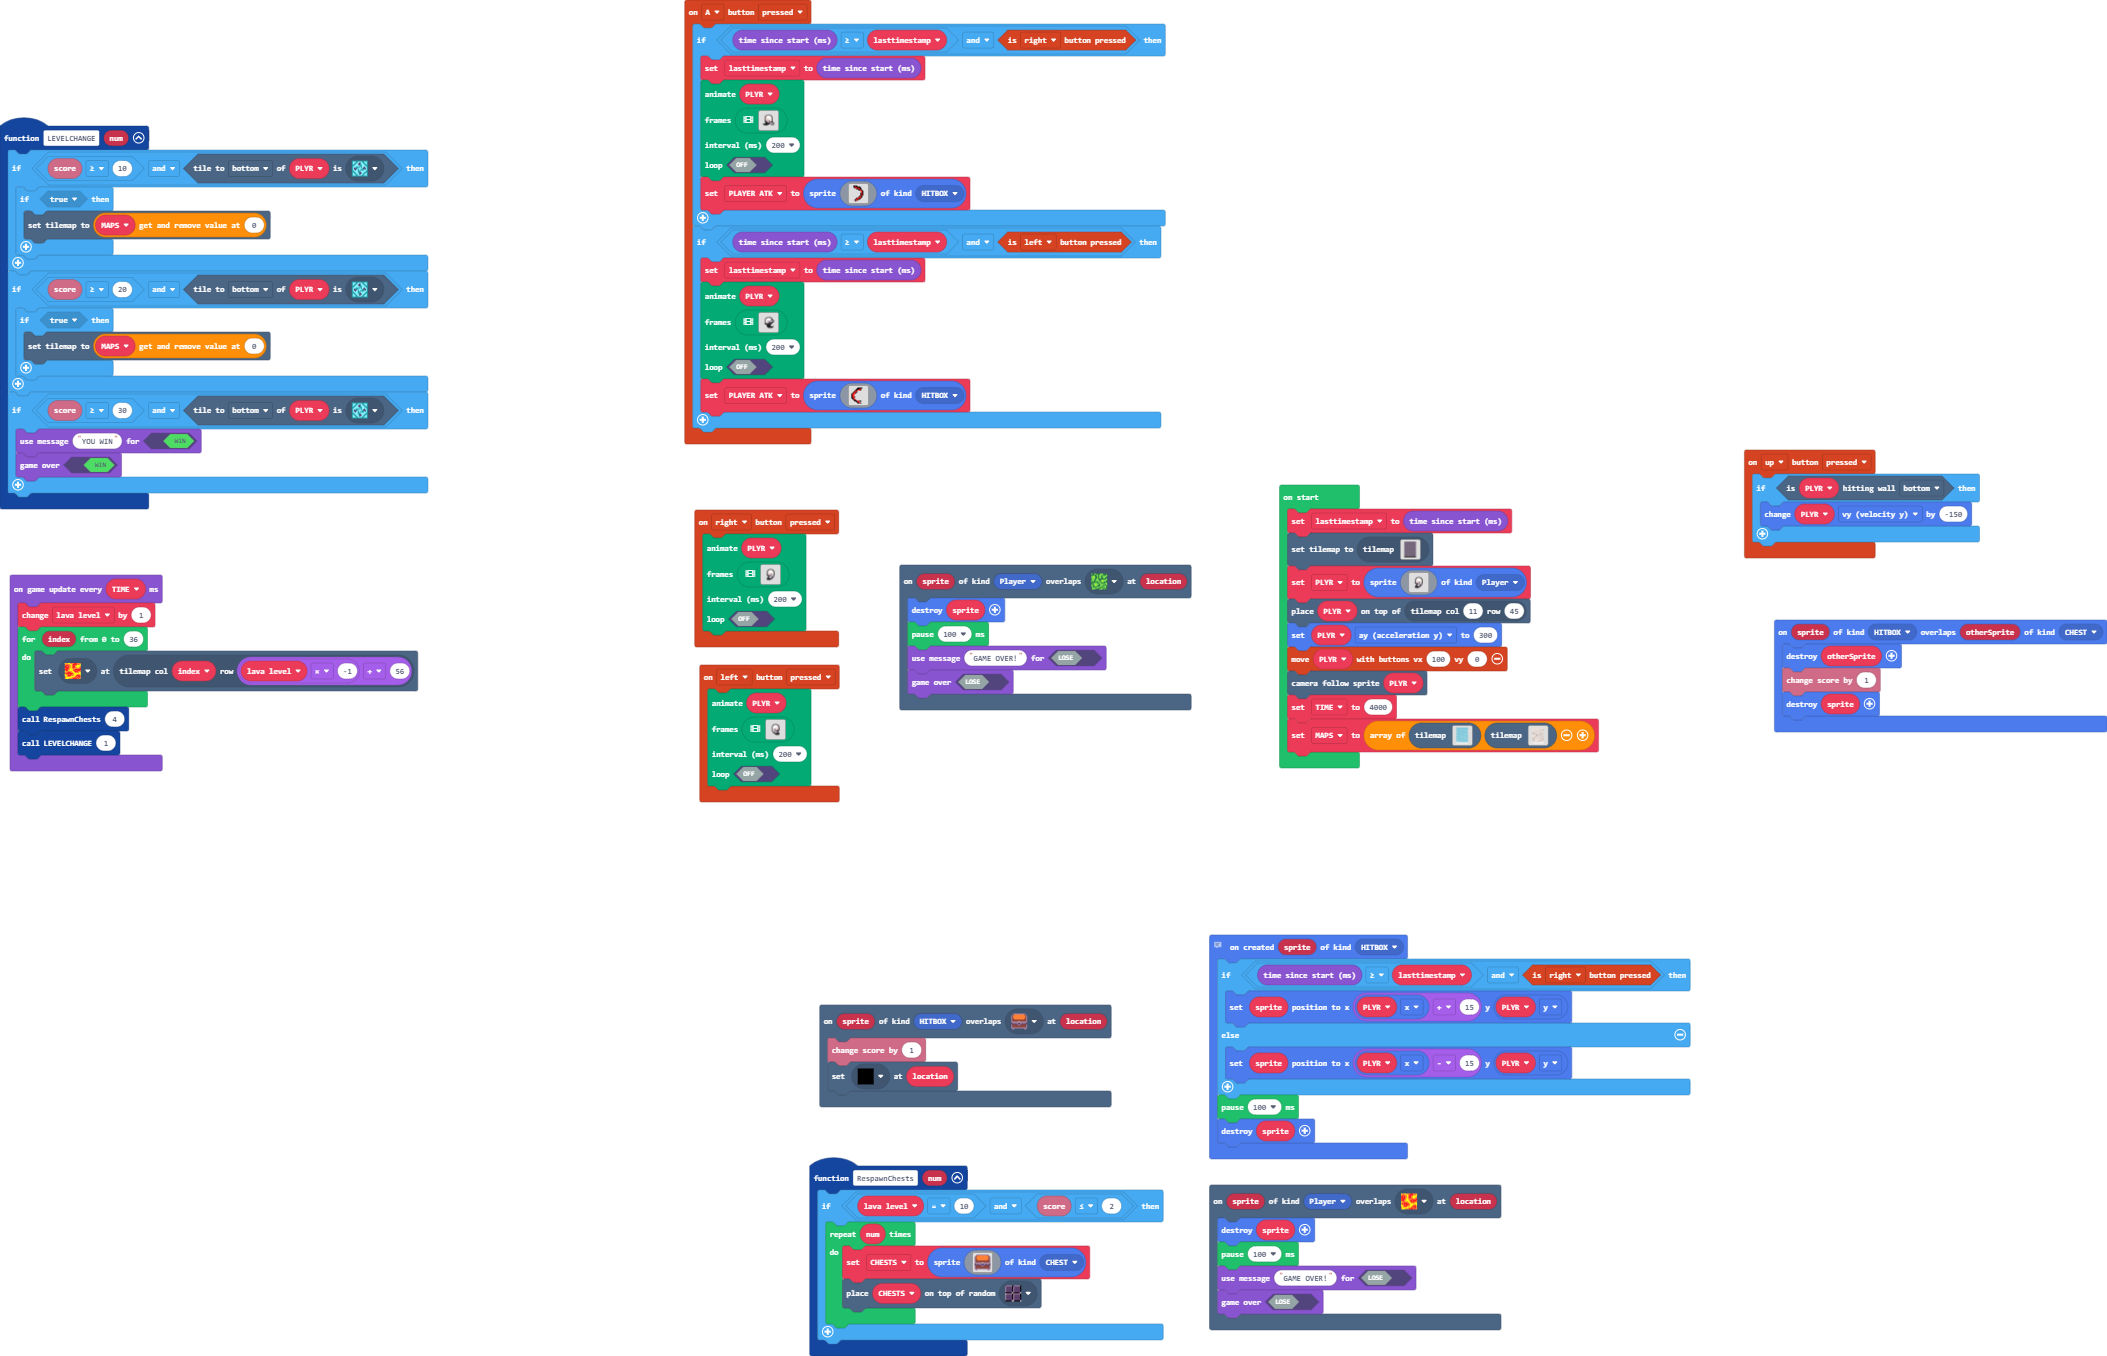 function LEVELCHANGE num
if score ≥ 10 and tile to bottom of PLYR is then
if true then
set tilemap to MAPS get and remove value at 0
if score ≥ 20 and tile to bottom of PLYR is then
if true then
set tilemap to MAPS get and remove value at 0
if score ≥ 30 and tile to bottom of PLYR is then
use message "YOU WIN" for WIN
game over WIN
on game update every TIME ms
change lava level by 1
for index from 0 to 36
do
set at tilemap col index row lava level × -1 + 56
call RespawnChests 4
call LEVELCHANGE 1
on A button pressed
if time since start (ms) ≥ lasttimestamp and is right button pressed then
set lasttimestamp to time since start (ms)
animate PLYR
frames
interval (ms) 200
loop OFF
set PLAYER ATK to sprite of kind HITBOX
if time since start (ms) ≥ lasttimestamp and is left button pressed then
set lasttimestamp to time since start (ms)
animate PLYR
frames
interval (ms) 200
loop OFF
set PLAYER ATK to sprite of kind HITBOX
on right button pressed
animate PLYR
frames
interval (ms) 200
loop OFF
on left button pressed
animate PLYR
frames
interval (ms) 200
loop OFF
on sprite of kind Player overlaps at location
destroy sprite
pause 100 ms
use message "GAME OVER!" for LOSE
game over LOSE
on start
set lasttimestamp to time since start (ms)
set tilemap to tilemap
set PLYR to sprite of kind Player
place PLYR on top of tilemap col 11 row 45
set PLYR ay (acceleration y) to 300
move PLYR with buttons vx 100 vy 0
camera follow sprite PLYR
set TIME to 4000
set MAPS to array of tilemap tilemap
on up button pressed
if is PLYR hitting wall bottom then
change PLYR vy (velocity y) by -150
on sprite of kind HITBOX overlaps otherSprite of kind CHEST
destroy otherSprite
change score by 1
destroy sprite
on sprite of kind HITBOX overlaps at location
change score by 1
set at location
function RespawnChests num
if lava level = 10 and score ≤ 2 then
repeat num times
do
set CHESTS to sprite of kind CHEST
place CHESTS on top of random
on created sprite of kind HITBOX
if time since start (ms) ≥ lasttimestamp and is right button pressed then
set sprite position to x PLYR x + 15 y PLYR y
else
set sprite position to x PLYR x - 15 y PLYR y
pause 100 ms
destroy sprite
on sprite of kind Player overlaps at location
destroy sprite
pause 100 ms
use message "GAME OVER!" for LOSE
game over LOSE